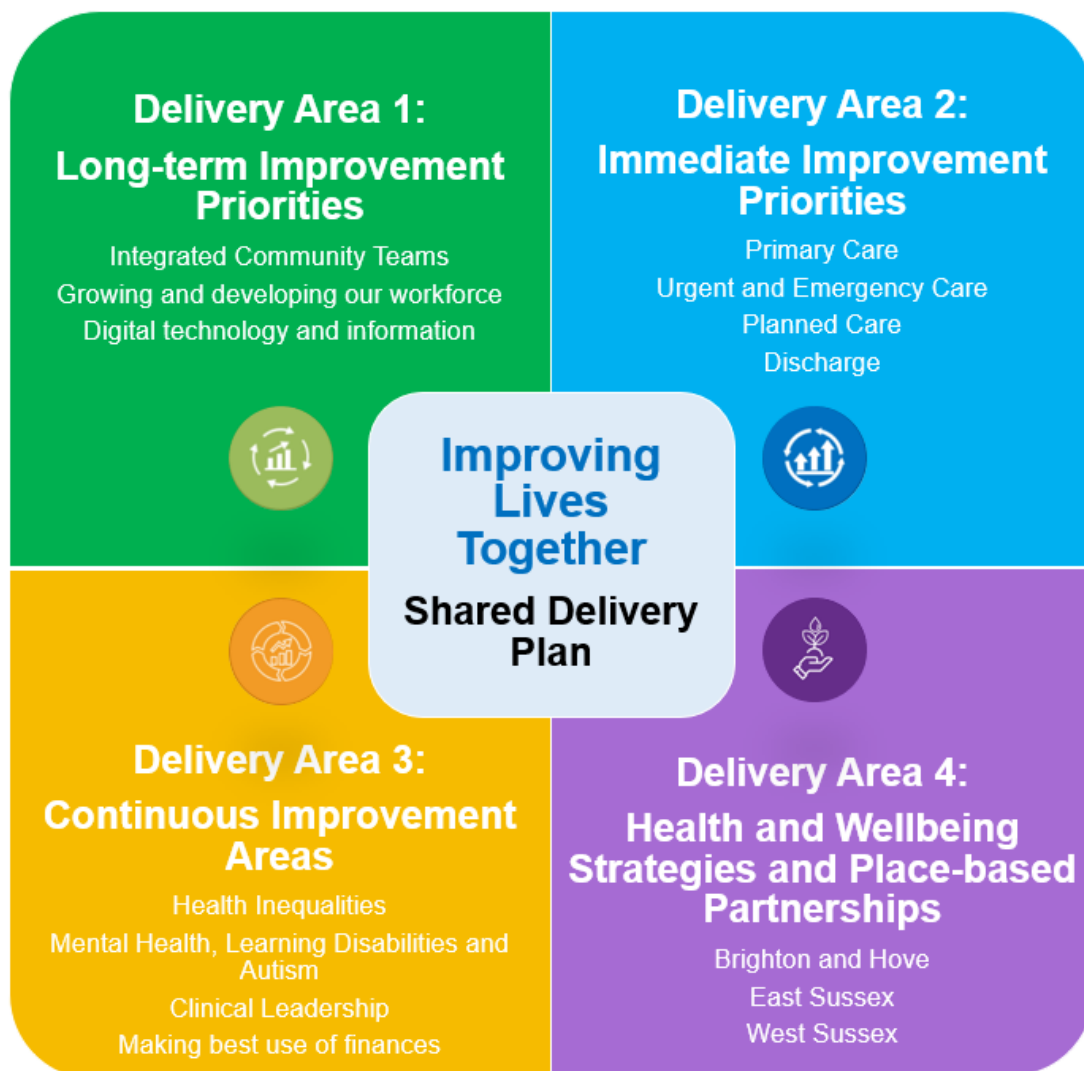 Delivery Area 1:
Long-term Improvement
Priorities
Integrated Community Teams
Growing and developing our workforce
Digital technology and information
Delivery Area 2:
Immediate Improvement
Priorities
Primary Care
Urgent and Emergency Care
Planned Care
Discharge
Improving
Lives
Together
Shared Delivery
Plan
Delivery Area 3:
Continuous Improvement
Areas
Health Inequalities
Mental Health, Learning Disabilities and
Autism
Clinical Leadership
Making best use of finances
Delivery Area 4:
Health and Wellbeing
Strategies and Place-based
Partnerships
Brighton and Hove
East Sussex
West Sussex